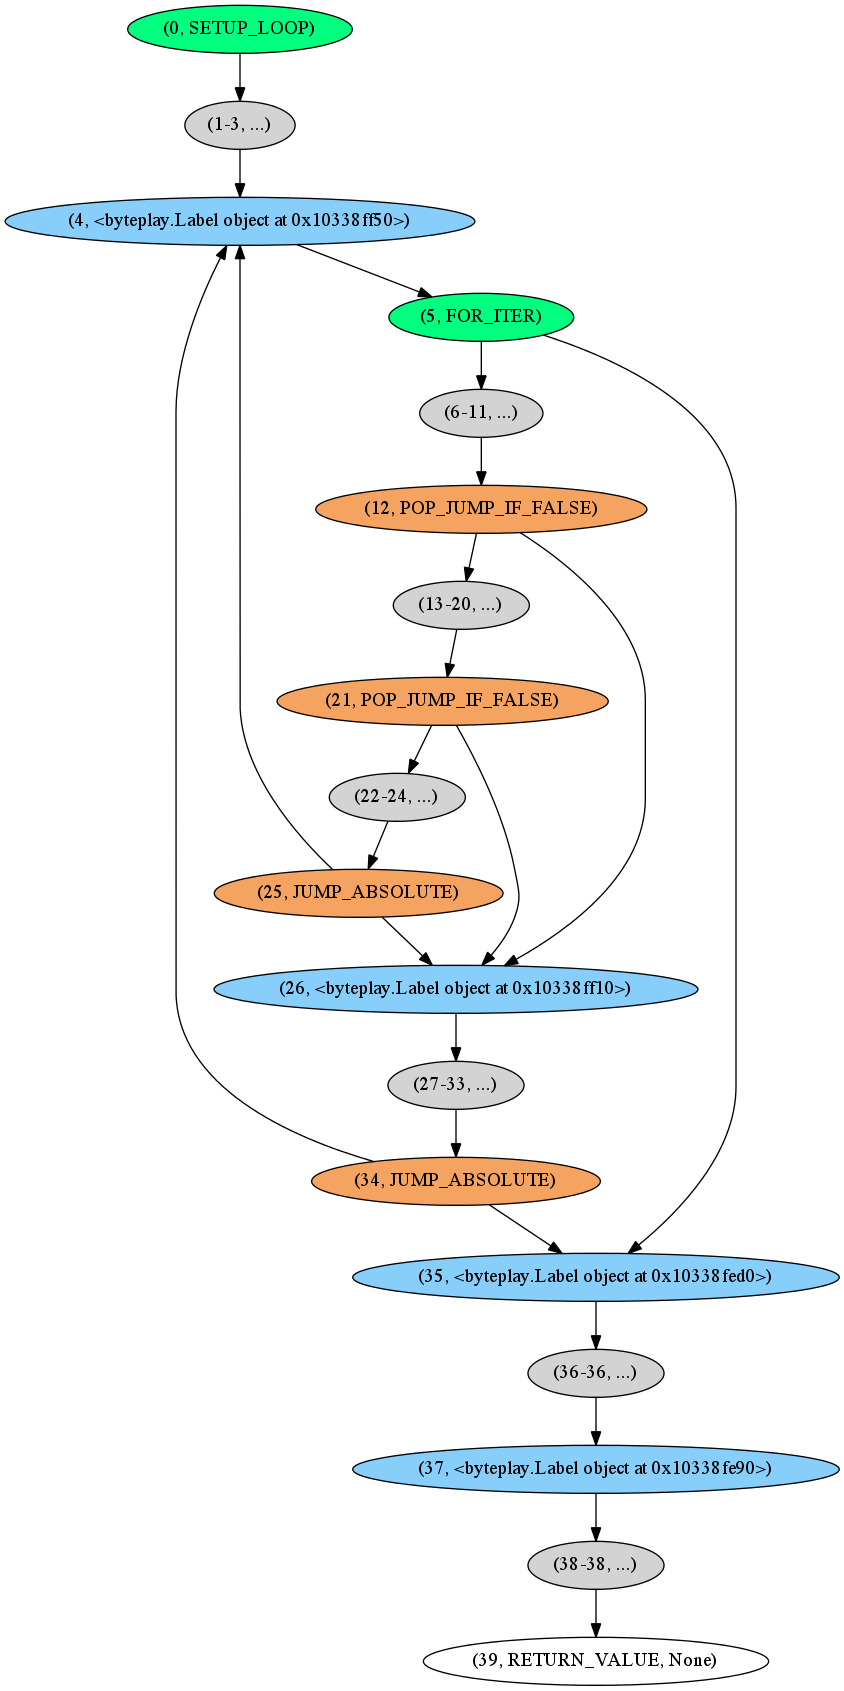 (0, SETUP_LOOP)
(1-3, ...)
(4, <byteplay.Label object at 0x10338ff50>)
(5, FOR_ITER)
(6-11, ...)
(12, POP_JUMP_IF_FALSE)
(13-20, ...)
(21, POP_JUMP_IF_FALSE)
(22-24, ...)
(25, JUMP_ABSOLUTE)
(26, <byteplay.Label object at 0x10338ff10>)
(27-33, ...)
(34, JUMP_ABSOLUTE)
(35, <byteplay.Label object at 0x10338fed0>)
(36-36, ...)
(37, <byteplay.Label object at 0x10338fe90>)
(38-38, ...)
(39, RETURN_VALUE, None)